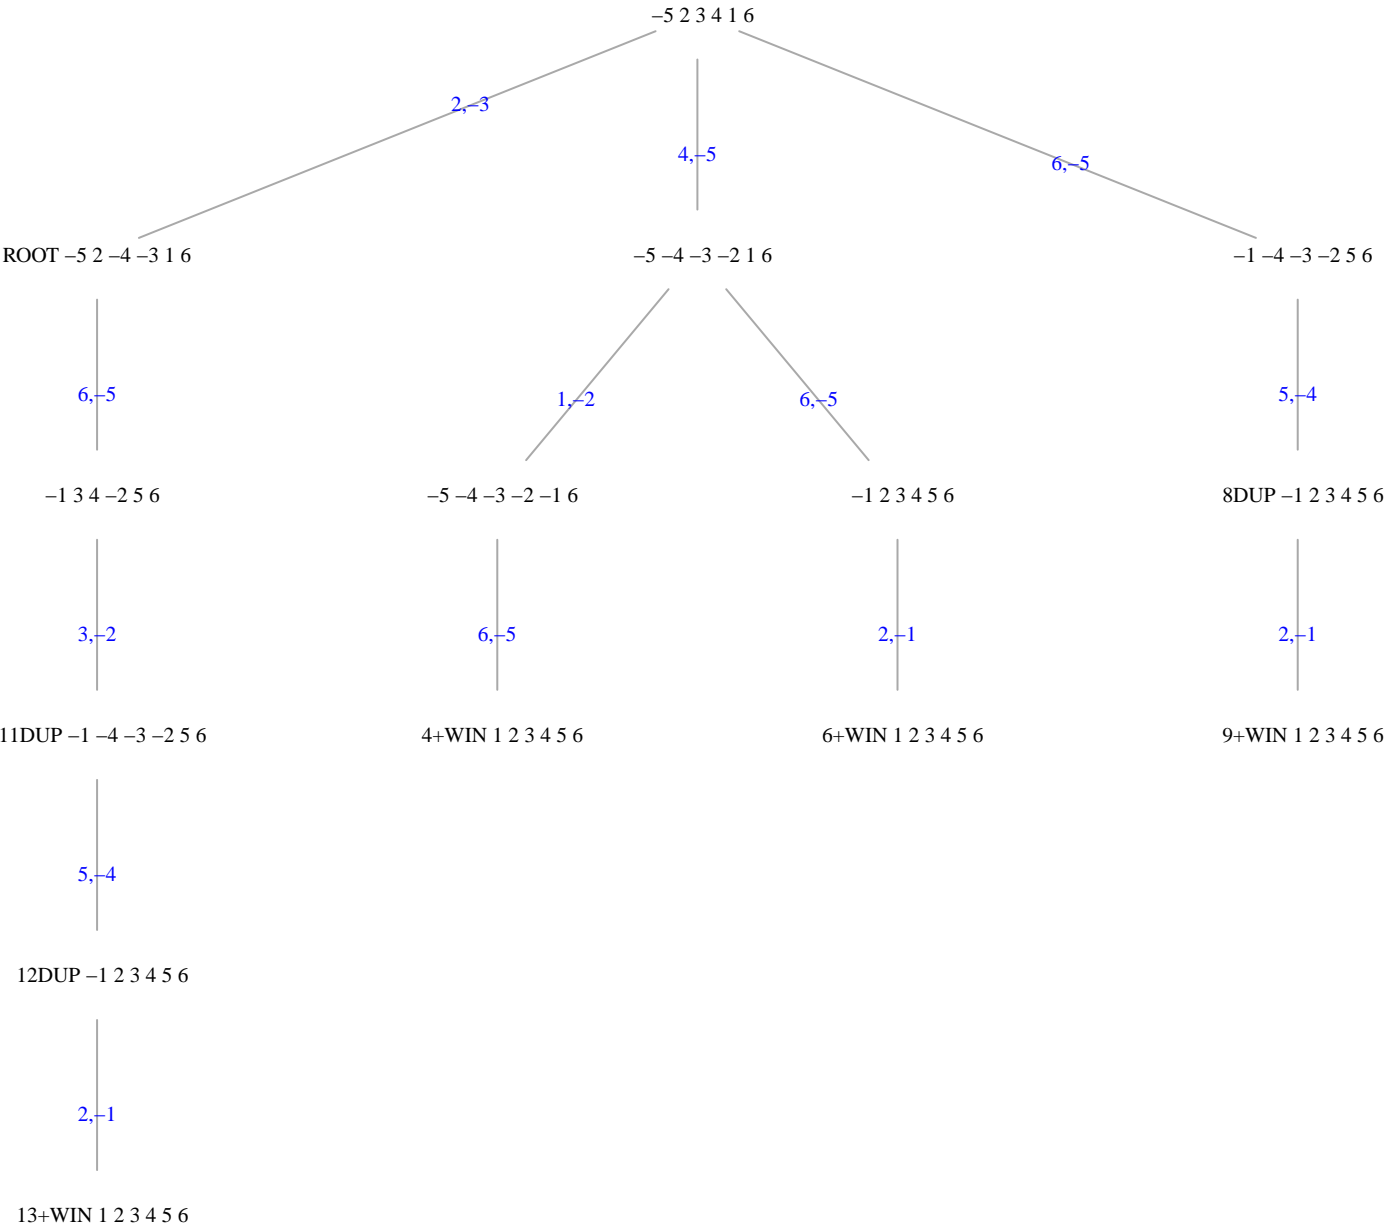 –5 2 3 4 1 6
2,–3
4,–5
6,–5
ROOT –5 2 –4 –3 1 6
–5 –4 –3 –2 1 6
–1 –4 –3 –2 5 6
6,–5
1,–2
6,–5
5,–4
–1 3 4 –2 5 6
–5 –4 –3 –2 –1 6
–1 2 3 4 5 6
8DUP –1 2 3 4 5 6
3,–2
6,–5
2,–1
2,–1
11DUP –1 –4 –3 –2 5 6
4+WIN 1 2 3 4 5 6
6+WIN 1 2 3 4 5 6
9+WIN 1 2 3 4 5 6
5,–4
12DUP –1 2 3 4 5 6
2,–1
13+WIN 1 2 3 4 5 6